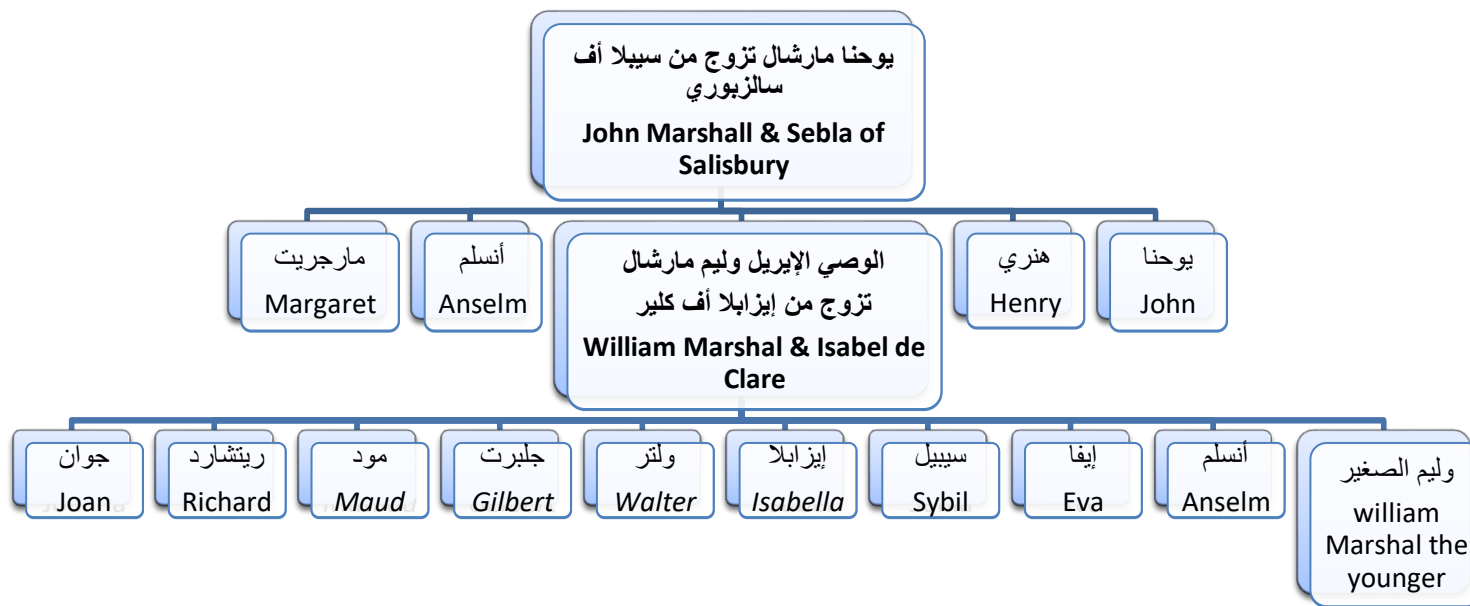 يوحنا مارشال تزوج من سيبلا أف
سالزبوري
John Marshall & Sebla of
Salisbury
مارجريت
Margaret
أنسلم
Anselm
الوصي الإيريل وليم مارشال
تزوج من إيزابلا أف كلير
William Marshal & Isabel de
Clare
هنري
Henry
يوحنا
John
جوان
Joan
ريتشارد
Richard
مود
Maud
جلبرت
Gilbert
ولتر
Walter
إيزابلا
Isabella
سيبيل
Sybil
إيفا
Eva
أنسلم
Anselm
وليم الصغير
william
Marshal the
younger